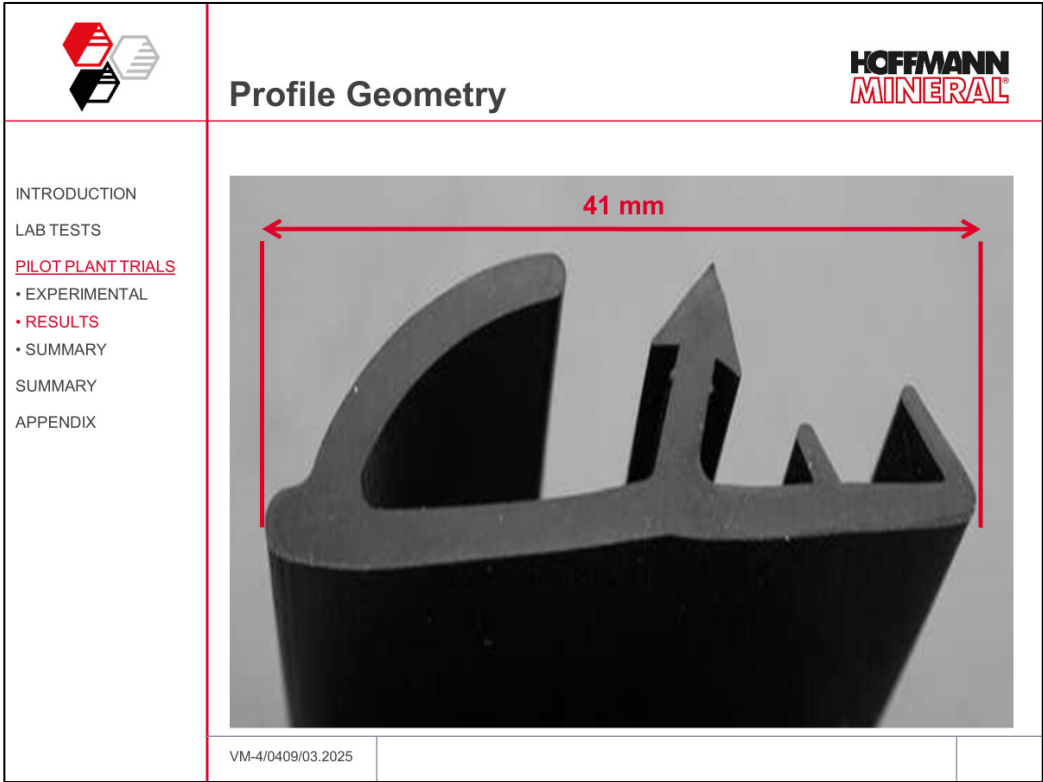 Profile Geometry
HOFFMANN
MINERAL®
INTRODUCTION
LAB TESTS
PILOT PLANT TRIALS
• EXPERIMENTAL
• RESULTS
• SUMMARY
SUMMARY
APPENDIX
41 mm
VM-4/0409/03.2025